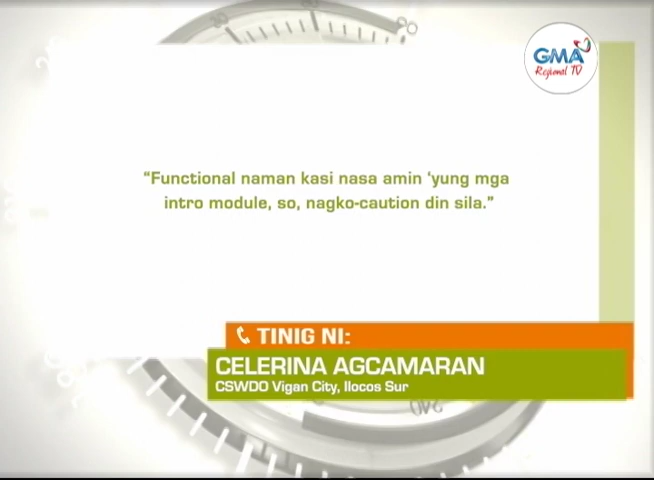 GMA
Regional TV
“Functional naman kasi nasa amin ‘yung mga
intro module, so, nagko-caution din sila.”
TINIG NI:
CELERINA AGCAMARAN
CSWDO Vigan City, Ilocos Sur
240